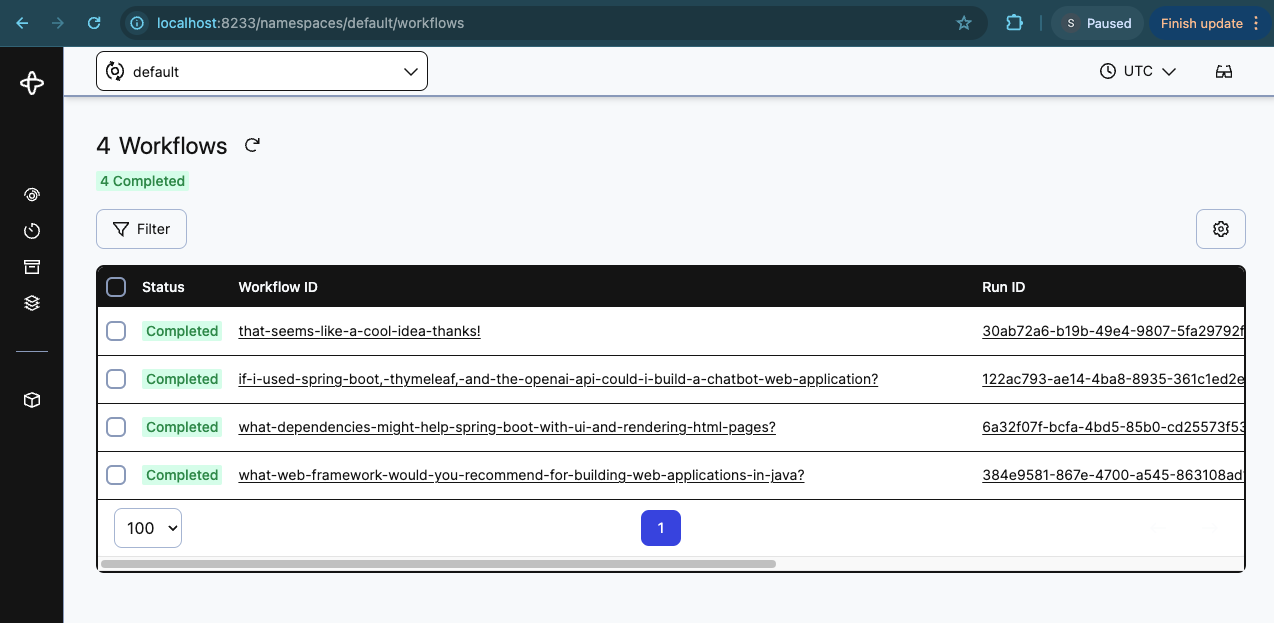 localhost:8233/namespaces/default/workflows
S Paused
Finish update
default
UTC
4 Workflows
4 Completed
Filter
Status Workflow ID Run ID
Completed that-seems-like-a-cool-idea-thanks! 30ab72a6-b19b-49e4-9807-5fa29792f
Completed if-i-used-spring-boot,-thymeleaf,-and-the-openai-api-could-i-build-a-chatbot-web-application? 122ac793-ae14-4ba8-8935-361c1ed2e
Completed what-dependencies-might-help-spring-boot-with-ui-and-rendering-html-pages? 6a32f07f-bcfa-4bd5-85b0-cd25573f53
Completed what-web-framework-would-you-recommend-for-building-web-applications-in-java? 384e9581-867e-4700-a545-863108ad
100 1